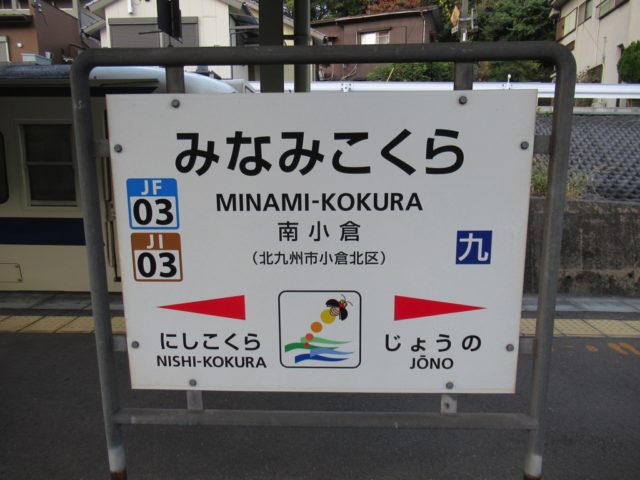 みなみこくら
MINAMI-KOKURA
南小倉
(北九州市小倉北区)
JF
03
JI
03
九
にしこくら
NISHI-KOKURA
じょうの
JŌNO